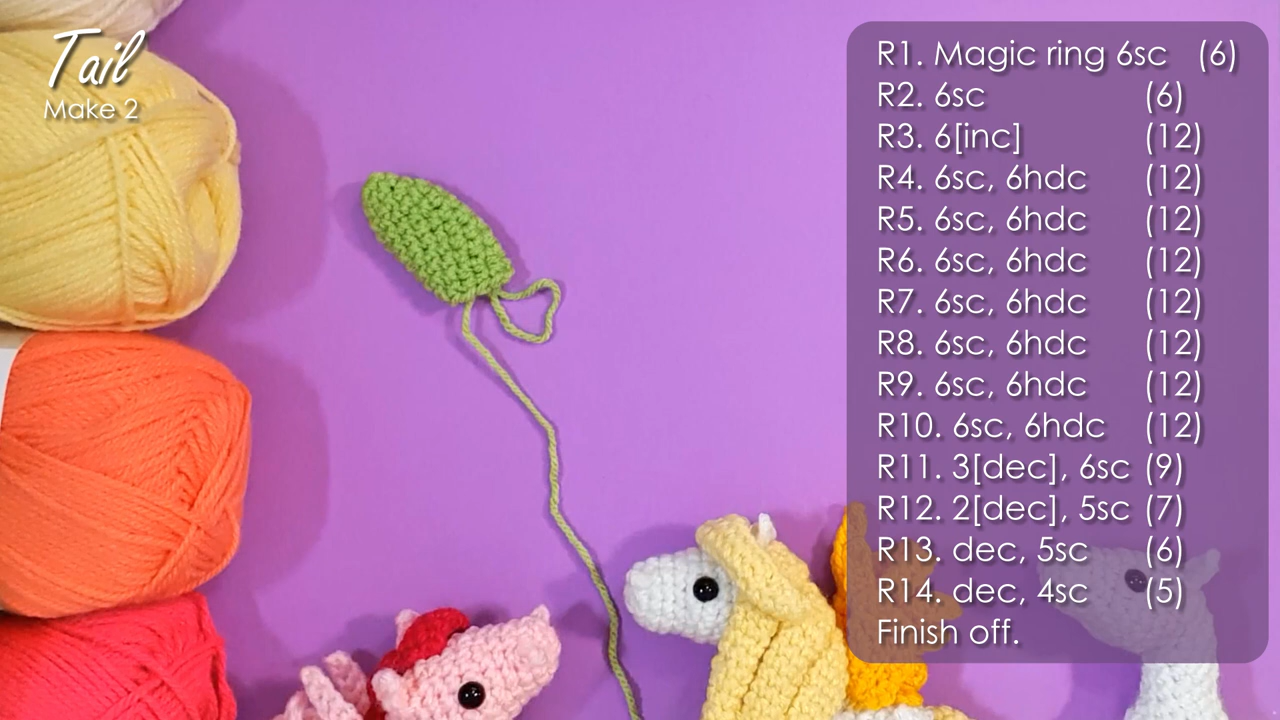 Tail
Make 2
R1. Magic ring 6sc (6)
R2. 6sc (6)
R3. 6[inc] (12)
R4. 6sc, 6hdc (12)
R5. 6sc, 6hdc (12)
R6. 6sc, 6hdc (12)
R7. 6sc, 6hdc (12)
R8. 6sc, 6hdc (12)
R9. 6sc, 6hdc (12)
R10. 6sc, 6hdc (12)
R11. 3[dec], 6sc (9)
R12. 2[dec], 5sc (7)
R13. dec, 5sc (6)
R14. dec, 4sc (5)
Finish off.